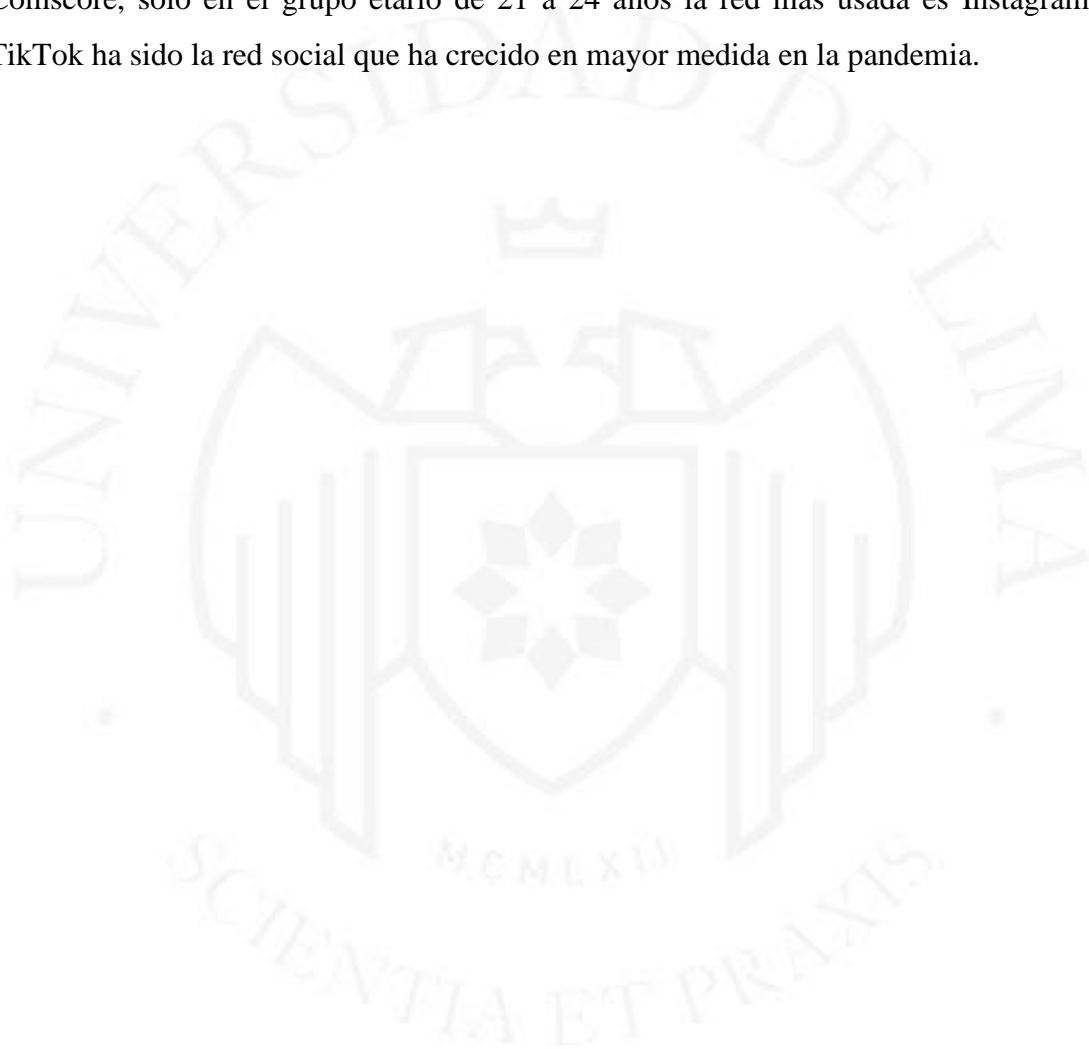 Comscore, solo en el grupo etario de 21 a 24 años la red más usada es Instagram
TikTok ha sido la red social que ha crecido en mayor medida en la pandemia.
UNIVERSIDAD DE LIMA
MCMLXII
SCIENTIA ET PRAXIS